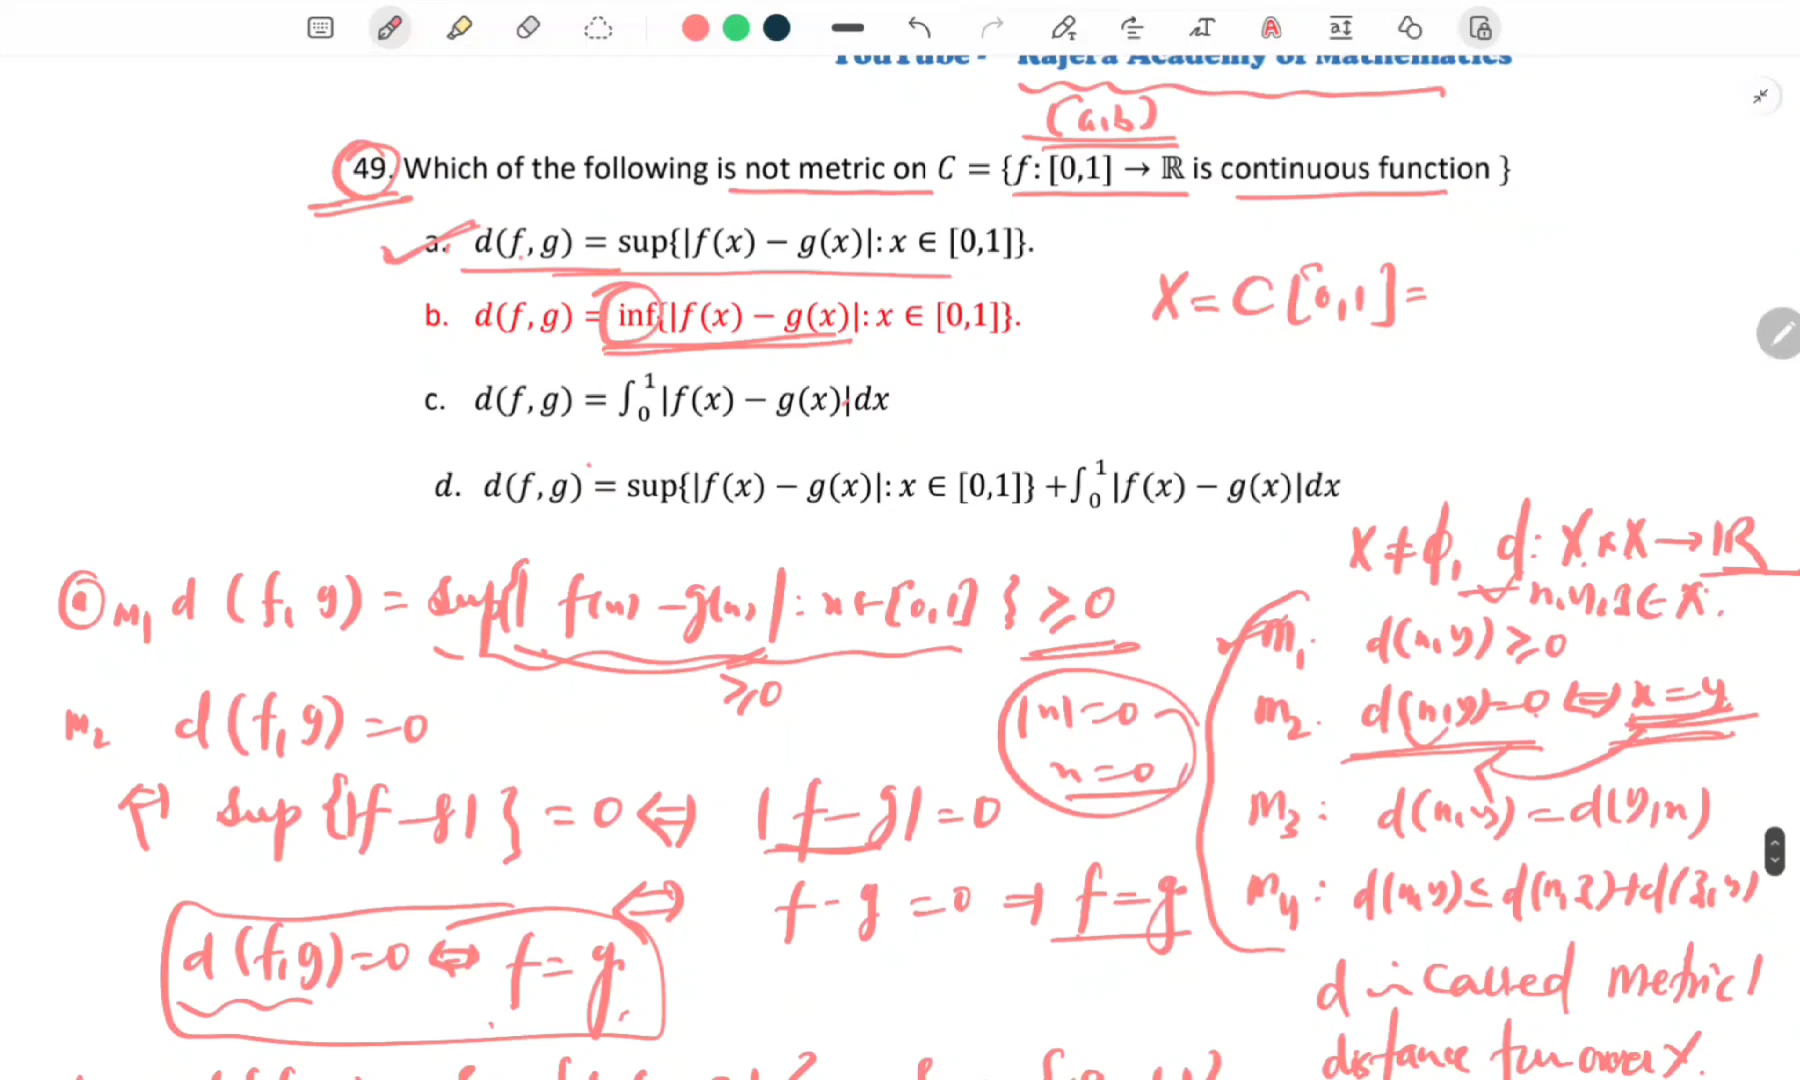 YouTube - Rajera Academy of Mathematics
(a,b)
49. Which of the following is not metric on C = {f: [0,1] → ℝ is continuous function }
a. d(f, g) = sup{|f(x) − g(x)|: x ∈ [0,1]}.
b. d(f, g) = inf{|f(x) − g(x)|: x ∈ [0,1]}.
X = C[0,1] =
c. d(f, g) = ∫₀¹|f(x) − g(x)|dx
d. d(f, g) = sup{|f(x) − g(x)|: x ∈ [0,1]} +∫₀¹|f(x) − g(x)|dx
X ≠ ϕ, d: X × X → ℝ
∀ x,y,z ∈ X.
ⓐ M₁ d(f, g) = sup{| f(x) − g(x) | : x ∈ [0,1] } ≥ 0
≥0
m₁. d(x,y) ≥ 0
M₂ d(f, g) = 0
|x| = 0
x = 0
m₂. d(x,y) = 0 ⇔ x = y
⇔ sup {|f − g|} = 0 ⇔ |f − g| = 0
M₃ : d(x,y) = d(y,x)
⇔ f − g = 0 ⇒ f = g
M₄ : d(x,y) ≤ d(x,z) + d(z,y)
d(f,g) = 0 ⇔ f = g.
d is called metric /
distance fun over X.